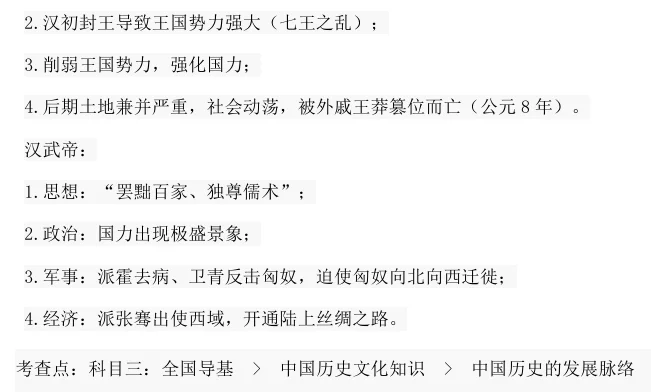 2.汉初封王导致王国势力强大（七王之乱）;
3.削弱王国势力，强化国力;
4.后期土地兼并严重，社会动荡，被外戚王莽篡位而亡（公元 8 年）。
汉武帝：
1.思想：“罢黜百家、独尊儒术”;
2.政治：国力出现极盛景象;
3.军事：派霍去病、卫青反击匈奴，迫使匈奴向北向西迁徙;
4.经济：派张骞出使西域，开通陆上丝绸之路。
考查点：科目三：全国导基 > 中国历史文化知识 > 中国历史的发展脉络